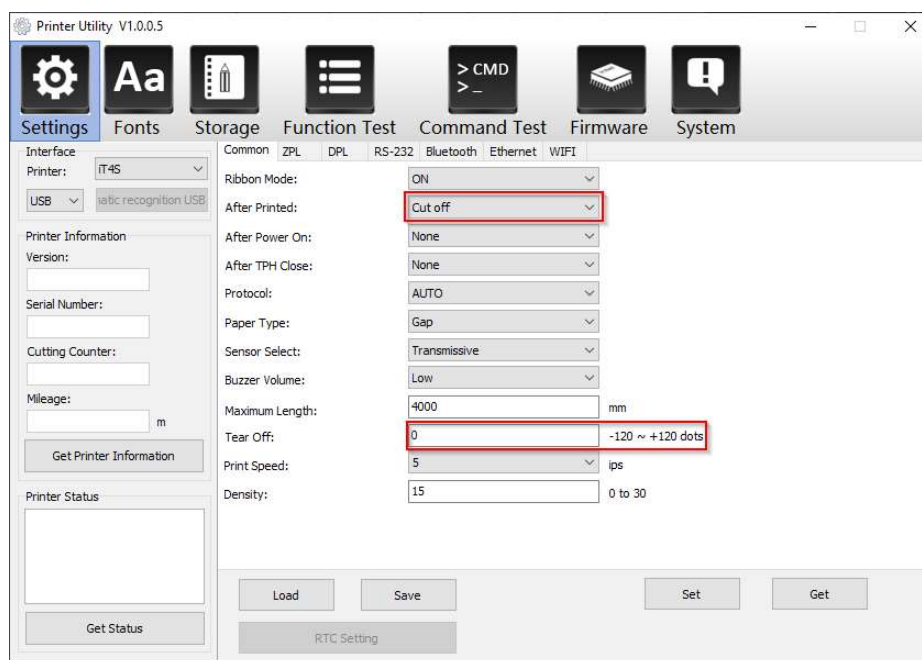 Printer Utility V1.0.0.5
Aa
> CMD
>_
Settings Fonts Storage Function Test Command Test Firmware System
Interface
Printer: iT4S
USB
atic recognition USB
Printer Information
Version:
Serial Number:
Cutting Counter:
Mileage:
m
Get Printer Information
Printer Status
Get Status
Common ZPL DPL RS-232 Bluetooth Ethernet WIFI
Ribbon Mode: ON
After Printed: Cut off
After Power On: None
After TPH Close: None
Protocol: AUTO
Paper Type: Gap
Sensor Select: Transmissive
Buzzer Volume: Low
Maximum Length: 4000 mm
Tear Off: 0 -120 ~ +120 dots
Print Speed: 5 ips
Density: 15 0 to 30
Load Save Set Get
RTC Setting